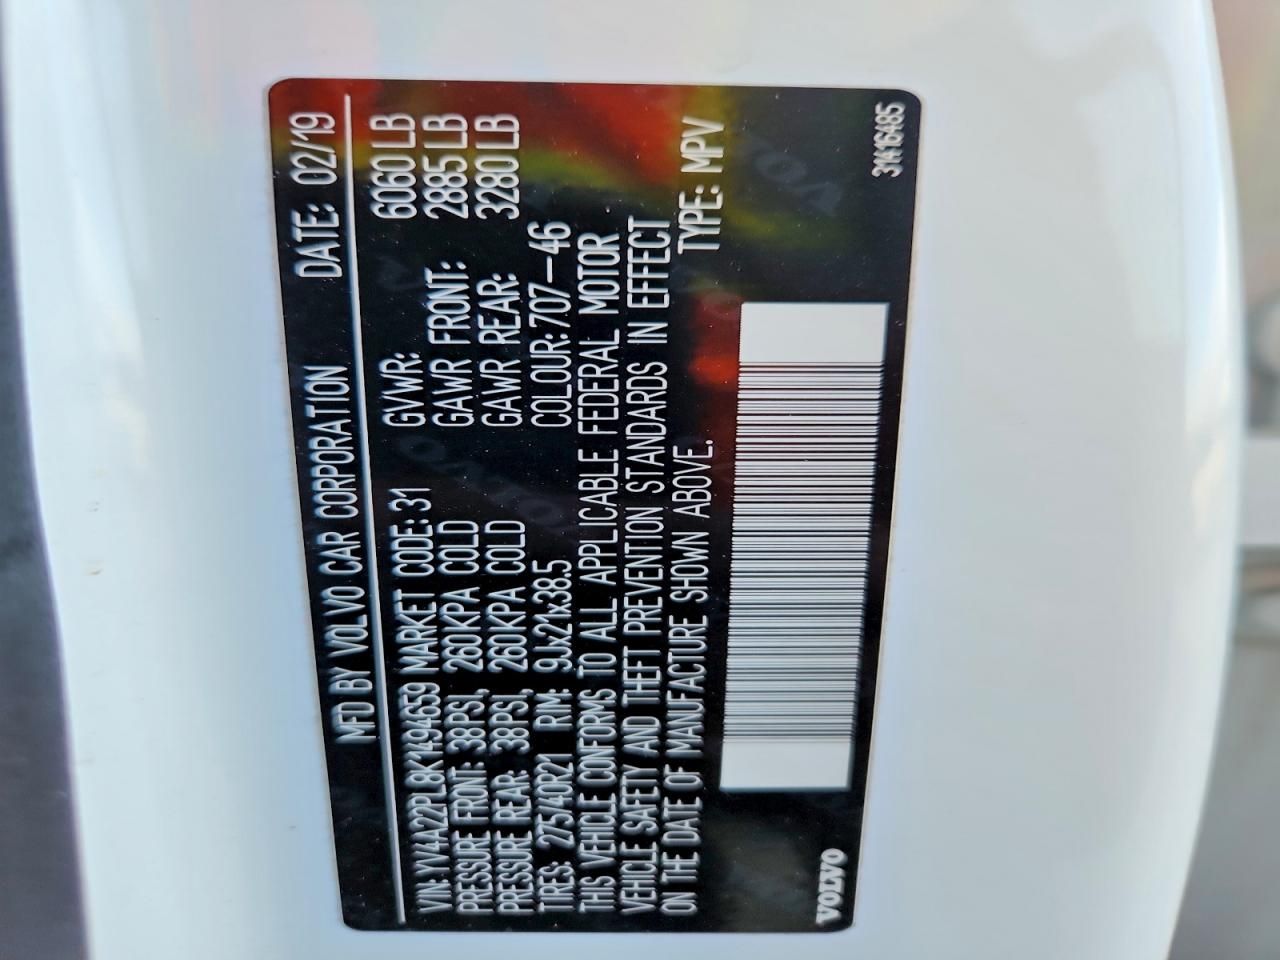 MFD BY VOLVO CAR CORPORATION DATE: 02/19
VIN: YV4A22PL8K1494659 MARKET CODE: 31 GVWR: 6060 LB
PRESSURE FRONT: 38PSI, 260KPA COLD GAWR FRONT: 2885 LB
PRESSURE REAR: 38PSI, 260KPA COLD GAWR REAR: 3280 LB
TIRES: 275/40R21 RIM: 9Jx21x38.5 COLOUR: 707-46
THIS VEHICLE CONFORMS TO ALL APPLICABLE FEDERAL MOTOR
VEHICLE SAFETY AND THEFT PREVENTION STANDARDS IN EFFECT
ON THE DATE OF MANUFACTURE SHOWN ABOVE. TYPE: MPV
VOLVO 31416485